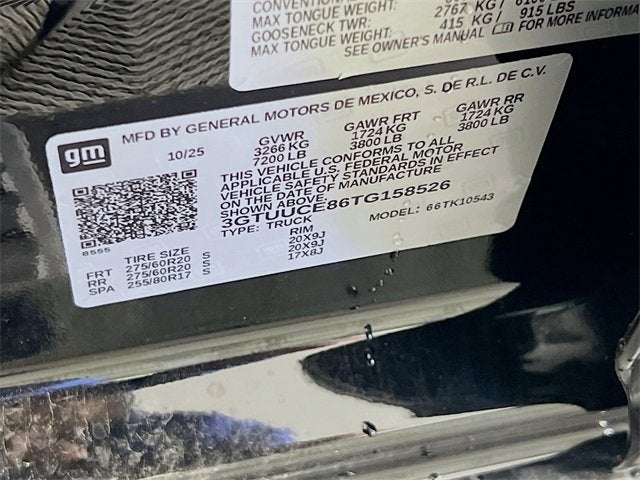 CONVENTIONAL TWR:
MAX TONGUE WEIGHT:
GOOSENECK TWR: 2767 KG /
MAX TONGUE WEIGHT: 415 KG / 915 LBS
SEE OWNER'S MANUAL FOR MORE INFORMA
gm
MFD BY GENERAL MOTORS DE MEXICO, S. DE R.L. DE C.V.
10/25 GVWR GAWR FRT GAWR RR
3266 KG 1724 KG 1724 KG
7200 LB 3800 LB 3800 LB
THIS VEHICLE CONFORMS TO ALL
APPLICABLE U.S. FEDERAL MOTOR
VEHICLE SAFETY STANDARDS IN EFFECT
ON THE DATE OF MANUFACTURE
SHOWN ABOVE.
3GTUUCE86TG158526
TYPE: TRUCK MODEL: 66TK10543
8555
TIRE SIZE RIM
FRT 275/60R20 S 20X9J
RR 275/60R20 S 20X9J
SPA 255/80R17 S 17X8J